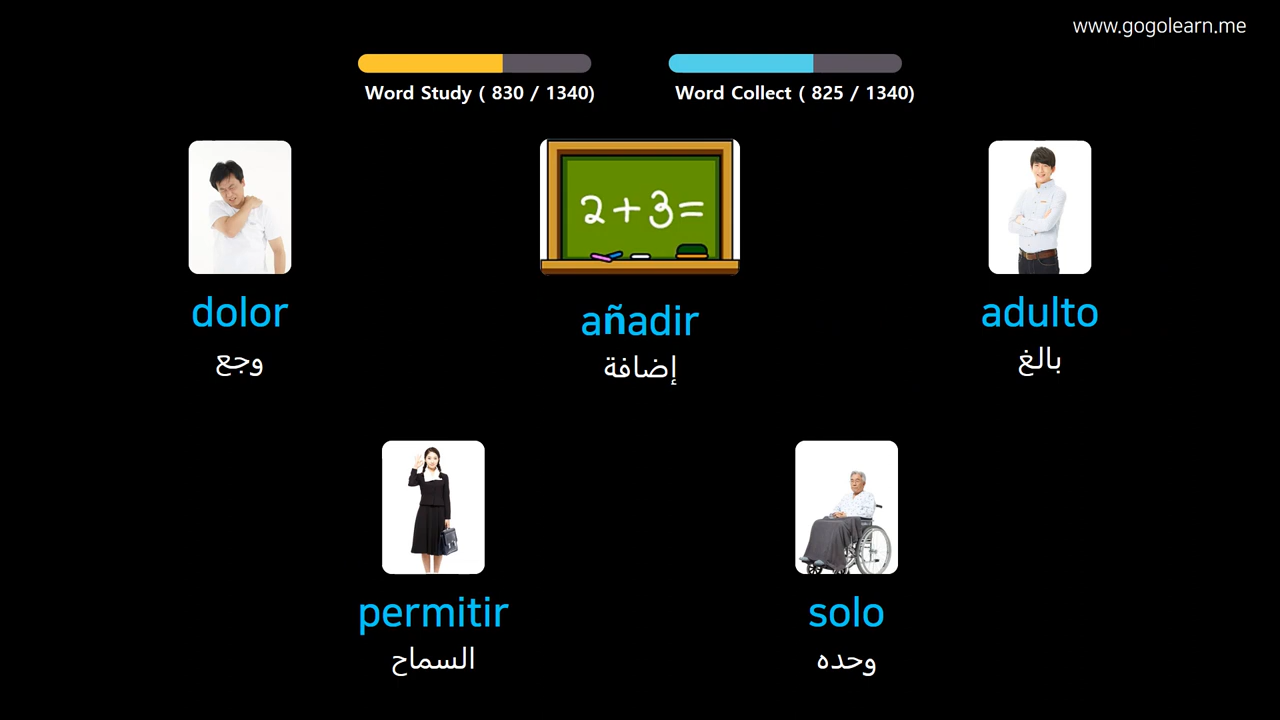 www.gogolearn.me
Word Study ( 830 / 1340)
Word Collect ( 825 / 1340)
2+3=
dolor
وجع
añadir
إضافة
adulto
بالغ
permitir
السماح
solo
وحده